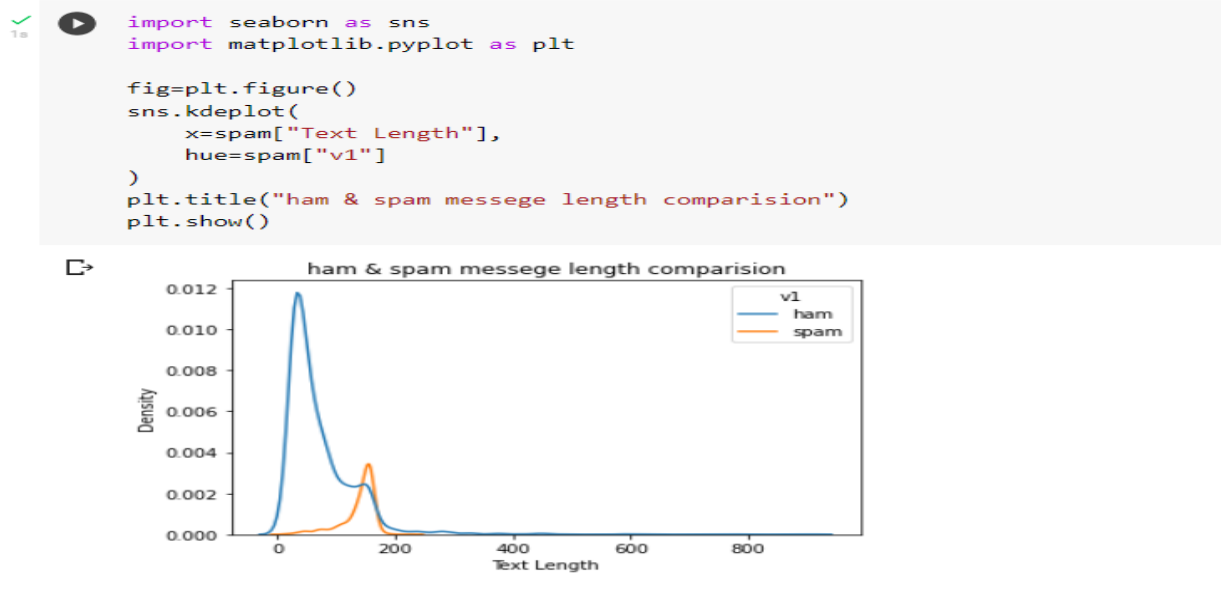 import seaborn as sns
import matplotlib.pyplot as plt
fig=plt.figure()
sns.kdeplot(
x=spam["Text Length"],
hue=spam["v1"]
)
plt.title("ham & spam messege length comparision")
plt.show()
1s
ham & spam messege length comparision
v1
ham
spam
0.012
0.010
0.008
0.006
0.004
0.002
0.000
Density
0
200
400
600
800
Text Length